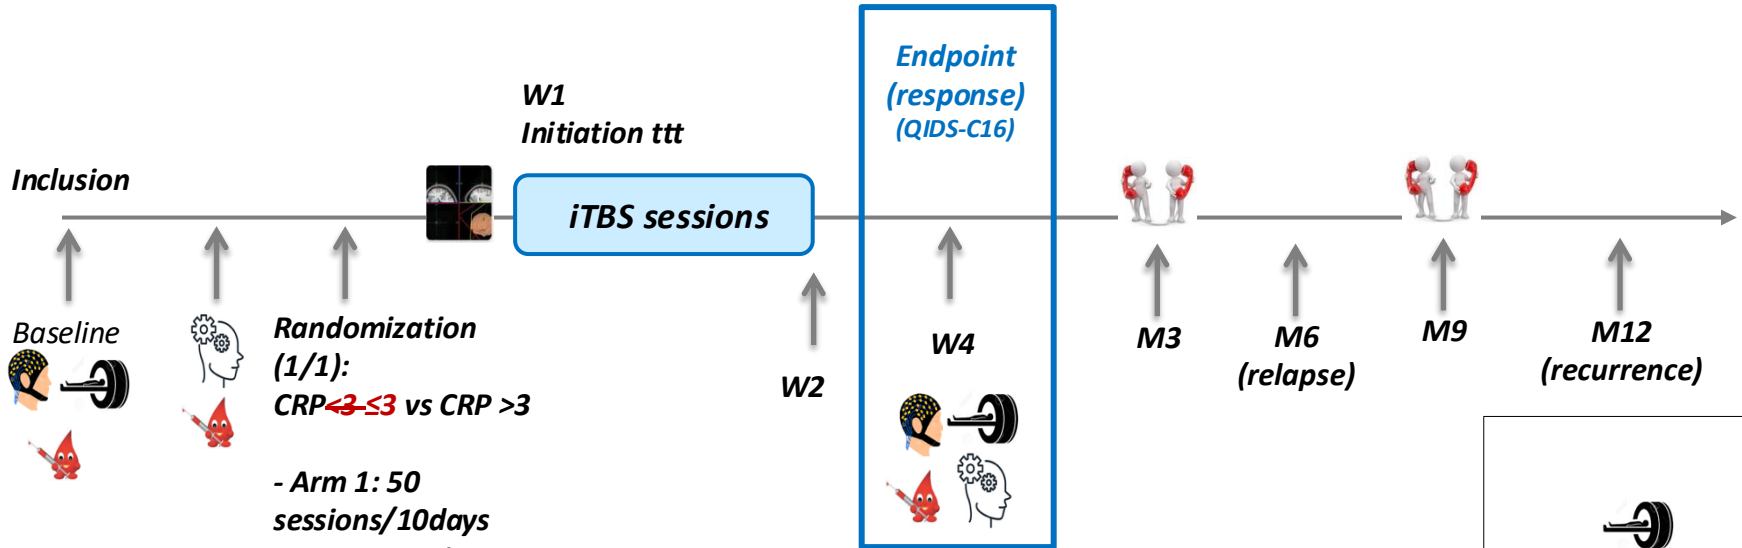 Inclusion
W1
Initiation ttt
iTBS sessions
Endpoint
(response)
(QIDS-C16)
Baseline
Randomization
(1/1):
CRP<3 ≤3 vs CRP >3
- Arm 1: 50
sessions/10days
W2
W4
M3
M6
(relapse)
M9
M12
(recurrence)